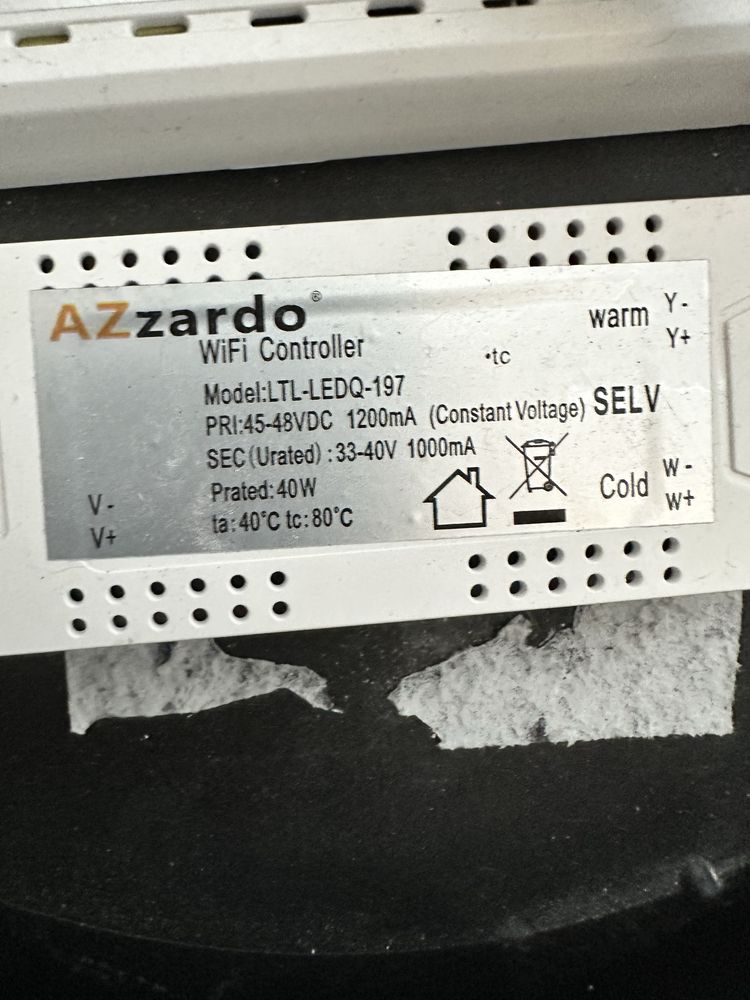 AZzardo®
WiFi Controller
Model:LTL-LEDQ-197
PRI:45-48VDC 1200mA (Constant Voltage)
SEC(Urated):33-40V 1000mA
Prated:40W
ta:40°C tc:80°C
V-
V+
•tc
SELV
warm
Y-
Y+
Cold
W-
W+